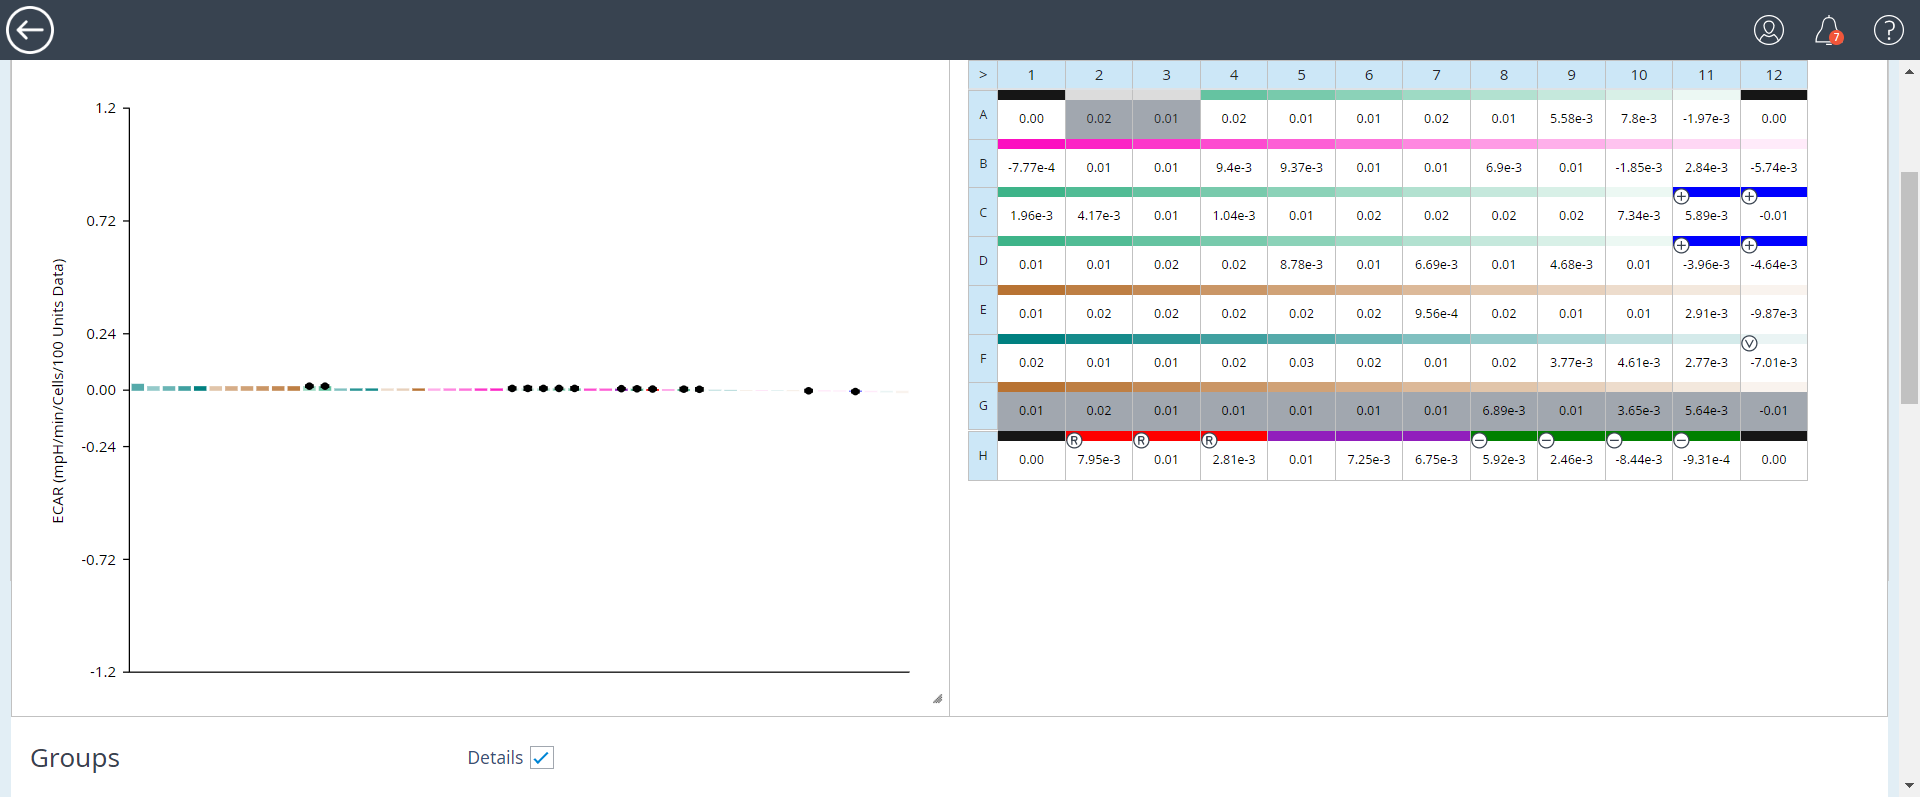 7
?
1.2
0.72
0.24
0.00
-0.24
-0.72
-1.2
ECAR (mpH/min/Cells/100 Units Data)
> 1 2 3 4 5 6 7 8 9 10 11 12
A 0.00 0.02 0.01 0.02 0.01 0.01 0.02 0.01 5.58e-3 7.8e-3 -1.97e-3 0.00
B -7.77e-4 0.01 0.01 9.4e-3 9.37e-3 0.01 0.01 6.9e-3 0.01 -1.85e-3 2.84e-3 -5.74e-3
+ +
C 1.96e-3 4.17e-3 0.01 1.04e-3 0.01 0.02 0.02 0.02 0.02 7.34e-3 5.89e-3 -0.01
+ +
D 0.01 0.01 0.02 0.02 8.78e-3 0.01 6.69e-3 0.01 4.68e-3 0.01 -3.96e-3 -4.64e-3
E 0.01 0.02 0.02 0.02 0.02 0.02 9.56e-4 0.02 0.01 0.01 2.91e-3 -9.87e-3
V
F 0.02 0.01 0.01 0.02 0.03 0.02 0.01 0.02 3.77e-3 4.61e-3 2.77e-3 -7.01e-3
G 0.01 0.02 0.01 0.01 0.01 0.01 0.01 6.89e-3 0.01 3.65e-3 5.64e-3 -0.01
R R R − − − −
H 0.00 7.95e-3 0.01 2.81e-3 0.01 7.25e-3 6.75e-3 5.92e-3 2.46e-3 -8.44e-3 -9.31e-4 0.00
Groups
Details